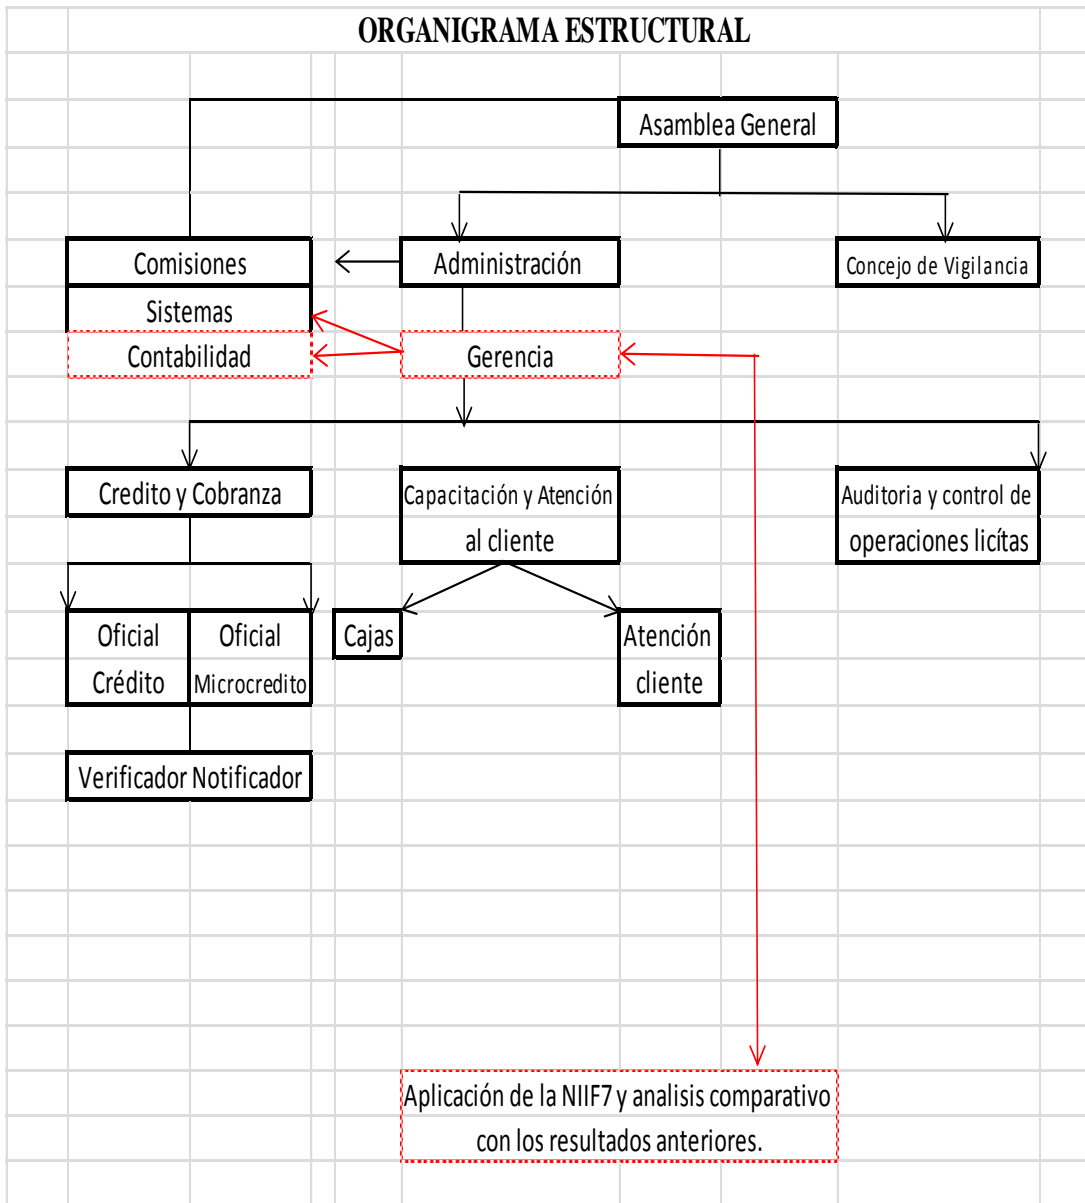 ORGANIGRAMA ESTRUCTURAL
Asamblea General
Comisiones
Administración
Concejo de Vigilancia
Sistemas
Contabilidad
Gerencia
Credito y Cobranza
Capacitación y Atención
al cliente
Auditoria y control de
operaciones licítas
Oficial
Crédito
Oficial
Microcredito
Cajas
Atención
cliente
Verificador Notificador
Aplicación de la NIIF7 y analisis comparativo
con los resultados anteriores.